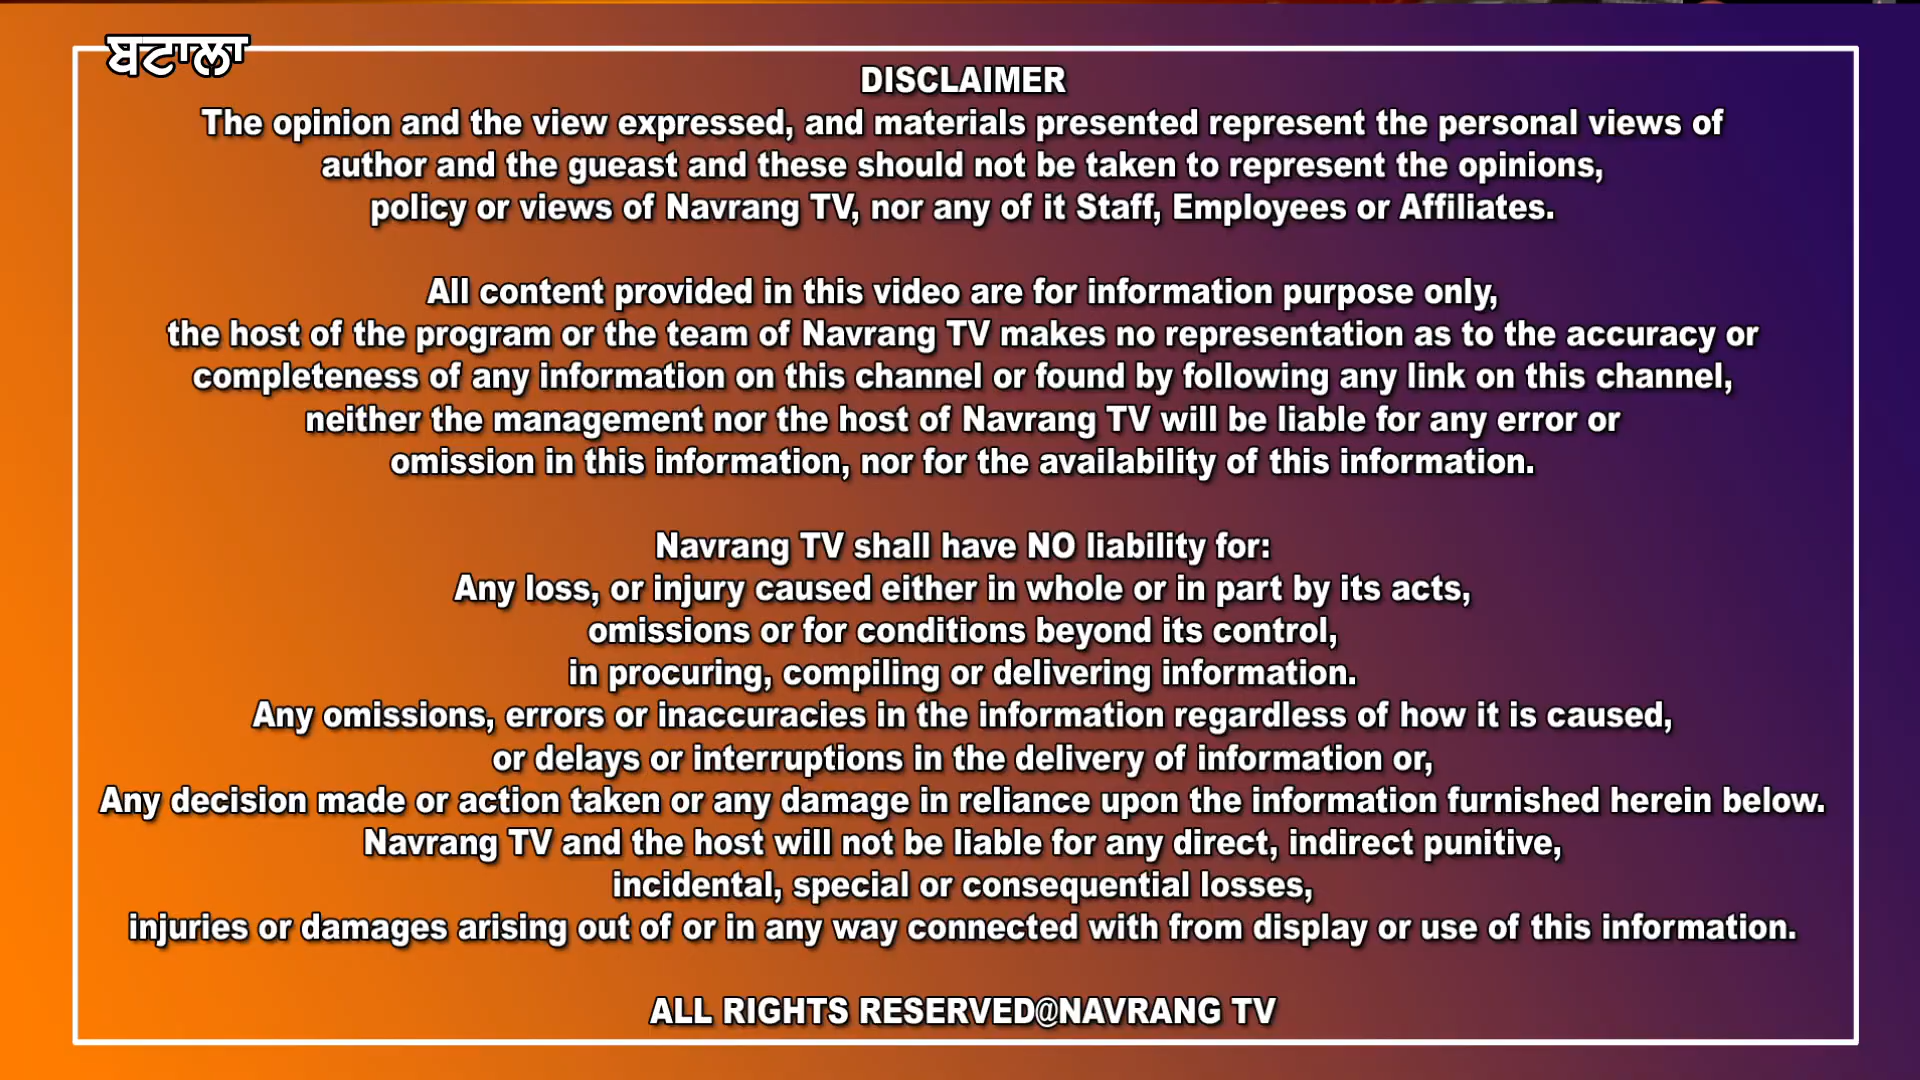 ਬਟਾਲਾ
DISCLAIMER
The opinion and the view expressed, and materials presented represent the personal views of
author and the gueast and these should not be taken to represent the opinions,
policy or views of Navrang TV, nor any of it Staff, Employees or Affiliates.
All content provided in this video are for information purpose only,
the host of the program or the team of Navrang TV makes no representation as to the accuracy or
completeness of any information on this channel or found by following any link on this channel,
neither the management nor the host of Navrang TV will be liable for any error or
omission in this information, nor for the availability of this information.
Navrang TV shall have NO liability for:
Any loss, or injury caused either in whole or in part by its acts,
omissions or for conditions beyond its control,
in procuring, compiling or delivering information.
Any omissions, errors or inaccuracies in the information regardless of how it is caused,
or delays or interruptions in the delivery of information or,
Any decision made or action taken or any damage in reliance upon the information furnished herein below.
Navrang TV and the host will not be liable for any direct, indirect punitive,
incidental, special or consequential losses,
injuries or damages arising out of or in any way connected with from display or use of this information.
ALL RIGHTS RESERVED@NAVRANG TV